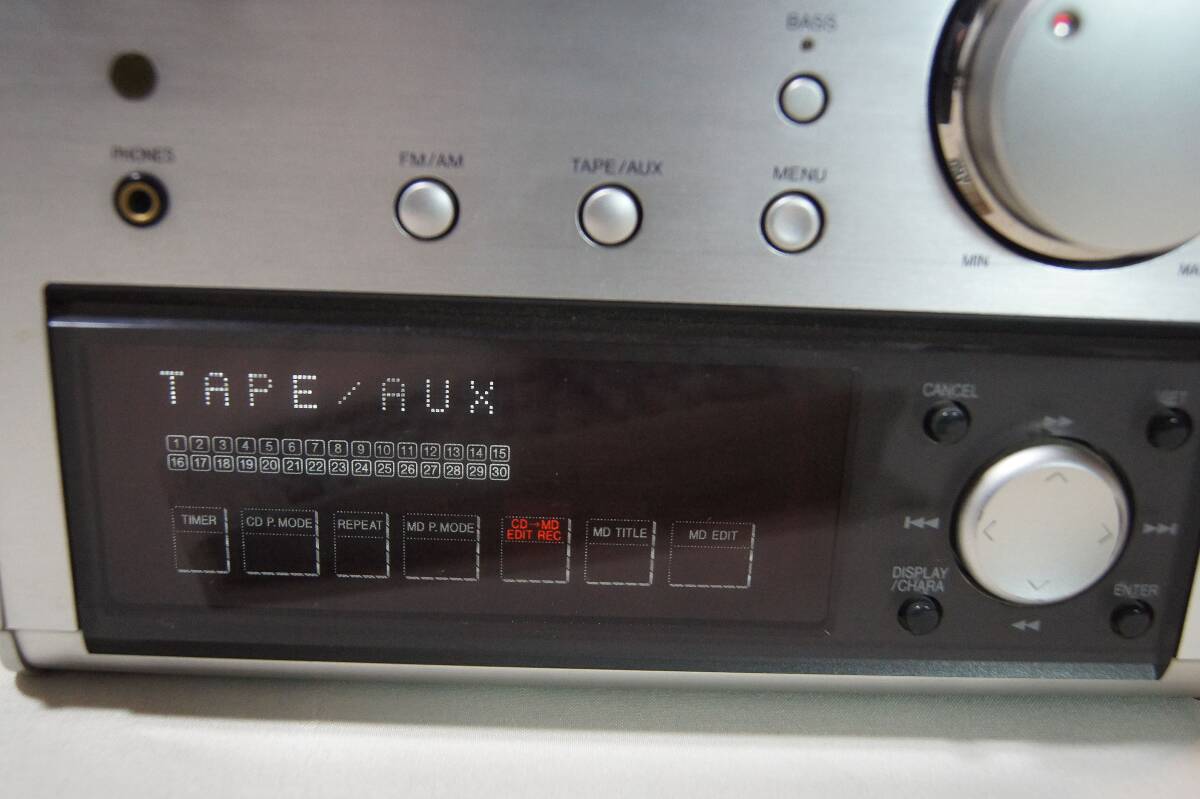 BASS
PHONES
FM/AM
TAPE/AUX
MENU
MIN
TAPE/AUX
1 2 3 4 5 6 7 8 9 10 11 12 13 14 15
16 17 18 19 20 21 22 23 24 25 26 27 28 29 30
TIMER
CD P.MODE
REPEAT
MD P.MODE
CD→MD
EDIT REC
MD TITLE
MD EDIT
CANCEL
SET
DISPLAY
/CHARA
ENTER